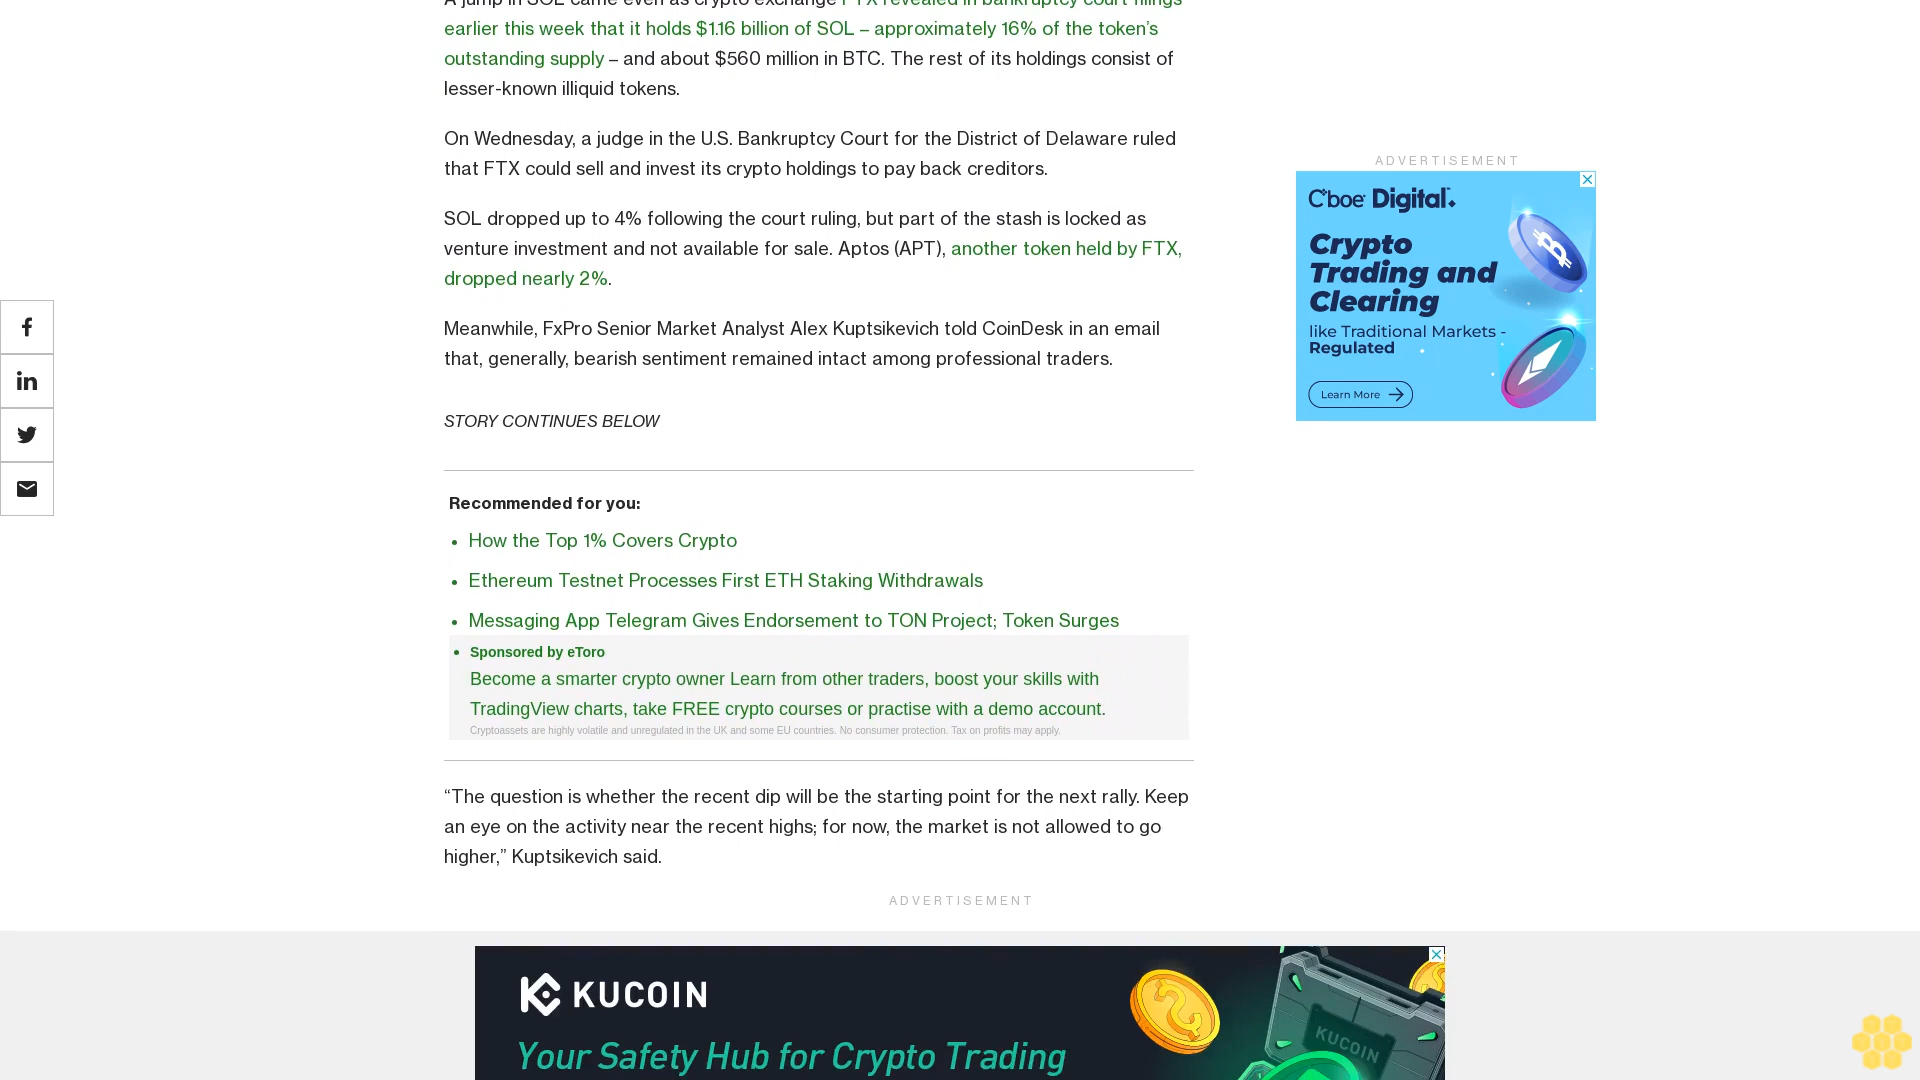 A jump in SOL came even as crypto exchange FTX revealed in bankruptcy court filings
earlier this week that it holds $1.16 billion of SOL – approximately 16% of the token’s
outstanding supply – and about $560 million in BTC. The rest of its holdings consist of
lesser-known illiquid tokens.
On Wednesday, a judge in the U.S. Bankruptcy Court for the District of Delaware ruled
that FTX could sell and invest its crypto holdings to pay back creditors.
SOL dropped up to 4% following the court ruling, but part of the stash is locked as
venture investment and not available for sale. Aptos (APT), another token held by FTX,
dropped nearly 2%.
Meanwhile, FxPro Senior Market Analyst Alex Kuptsikevich told CoinDesk in an email
that, generally, bearish sentiment remained intact among professional traders.
STORY CONTINUES BELOW
Recommended for you:
• How the Top 1% Covers Crypto
• Ethereum Testnet Processes First ETH Staking Withdrawals
• Messaging App Telegram Gives Endorsement to TON Project; Token Surges
• Sponsored by eToro
Become a smarter crypto owner Learn from other traders, boost your skills with
TradingView charts, take FREE crypto courses or practise with a demo account.
Cryptoassets are highly volatile and unregulated in the UK and some EU countries. No consumer protection. Tax on profits may apply.
“The question is whether the recent dip will be the starting point for the next rally. Keep
an eye on the activity near the recent highs; for now, the market is not allowed to go
higher,” Kuptsikevich said.
ADVERTISEMENT
Cboe Digital
Crypto
Trading and
Clearing
like Traditional Markets -
Regulated
Learn More
ADVERTISEMENT
KUCOIN
Your Safety Hub for Crypto Trading
KUCOIN